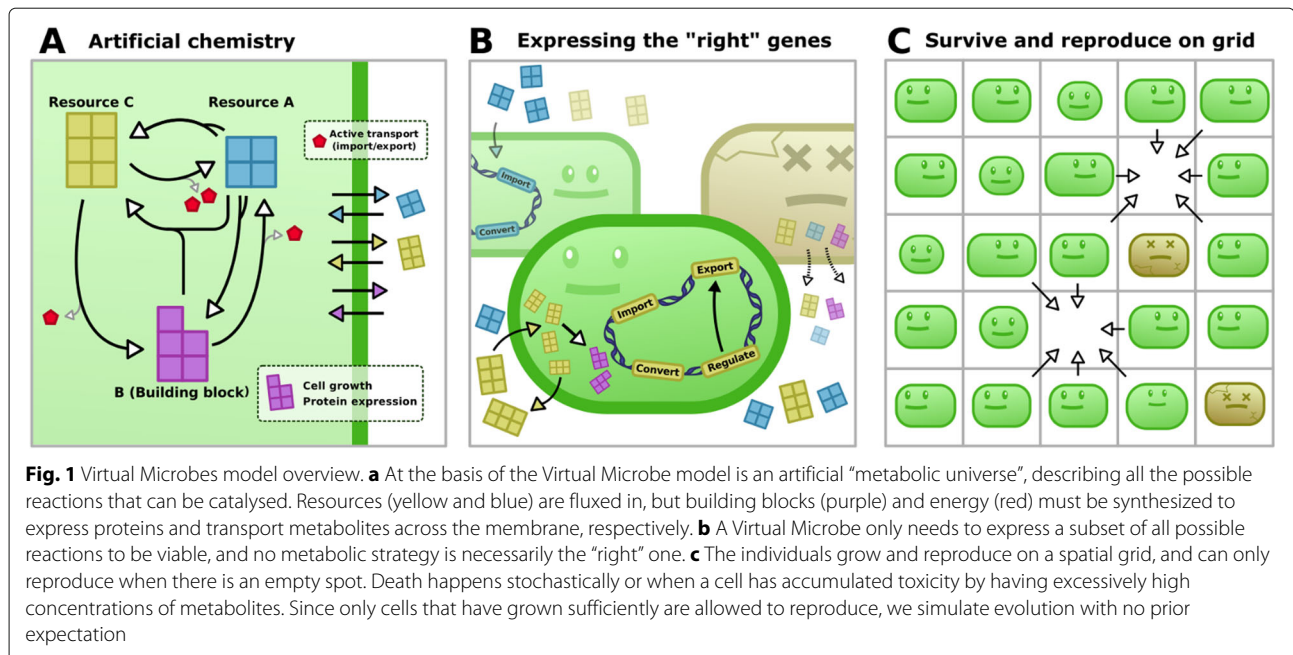 A Artificial chemistry
Resource C
Resource A
Active transport
(import/export)
B (Building block)
Cell growth
Protein expression
B Expressing the "right" genes
Import
Convert
Import
Export
Convert
Regulate
C Survive and reproduce on grid
Fig. 1 Virtual Microbes model overview. a At the basis of the Virtual Microbe model is an artificial “metabolic universe”, describing all the possible
reactions that can be catalysed. Resources (yellow and blue) are fluxed in, but building blocks (purple) and energy (red) must be synthesized to
express proteins and transport metabolites across the membrane, respectively. b A Virtual Microbe only needs to express a subset of all possible
reactions to be viable, and no metabolic strategy is necessarily the “right” one. c The individuals grow and reproduce on a spatial grid, and can only
reproduce when there is an empty spot. Death happens stochastically or when a cell has accumulated toxicity by having excessively high
concentrations of metabolites. Since only cells that have grown sufficiently are allowed to reproduce, we simulate evolution with no prior
expectation